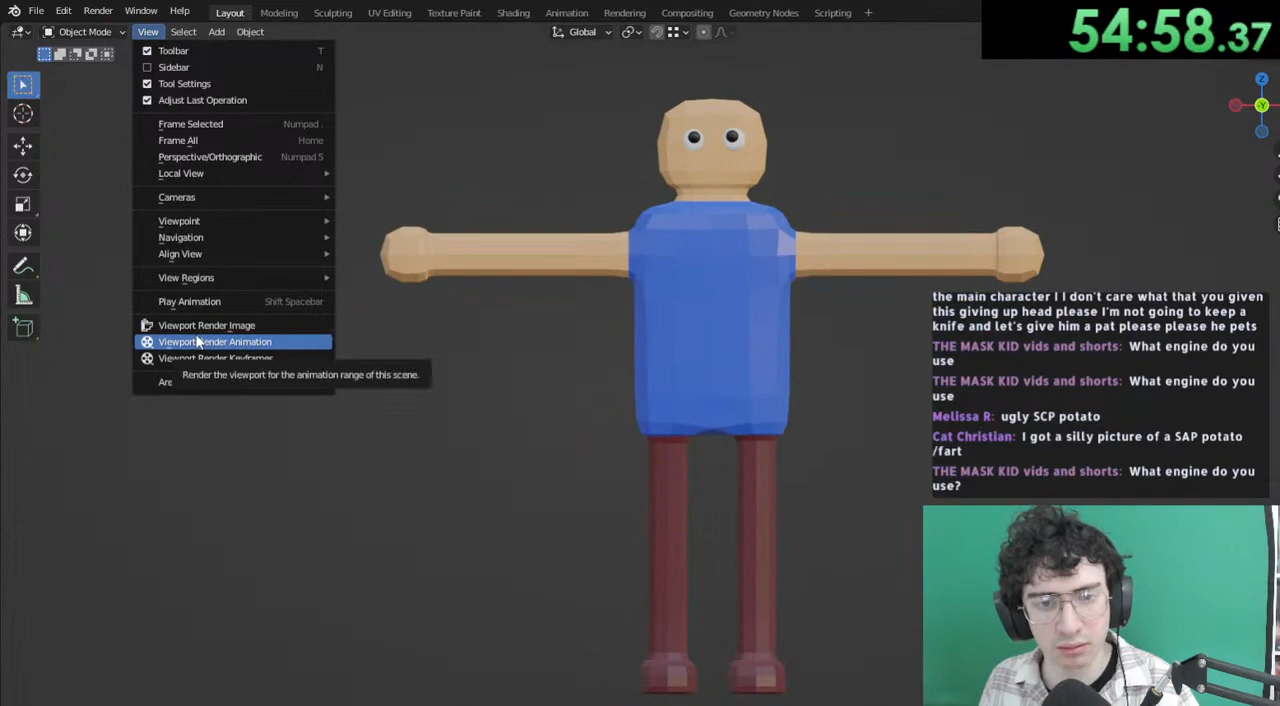 File Edit Render Window Help Layout Modeling Sculpting UV Editing Texture Paint Shading Animation Rendering Compositing Geometry Nodes Scripting +
54:58.37
Object Mode View Select Add Object Global
Toolbar T
Sidebar N
Tool Settings
Adjust Last Operation
Frame Selected Numpad .
Frame All Home
Perspective/Orthographic Numpad 5
Local View
Cameras
Viewpoint
Navigation
Align View
View Regions
Play Animation Shift Spacebar
Viewport Render Image
Viewport Render Animation
Viewport Render Keyframes
Render the viewport for the animation range of this scene.
Are
Z
Y
the main character I I don't care what that you given
this giving up head please I'm not going to keep a
knife and let's give him a pat please please he pets
THE MASK KID vids and shorts: What engine do you
use
THE MASK KID vids and shorts: What engine do you
use
Melissa R: ugly SCP potato
Cat Christian: I got a silly picture of a SAP potato
/fart
THE MASK KID vids and shorts: What engine do you
use?